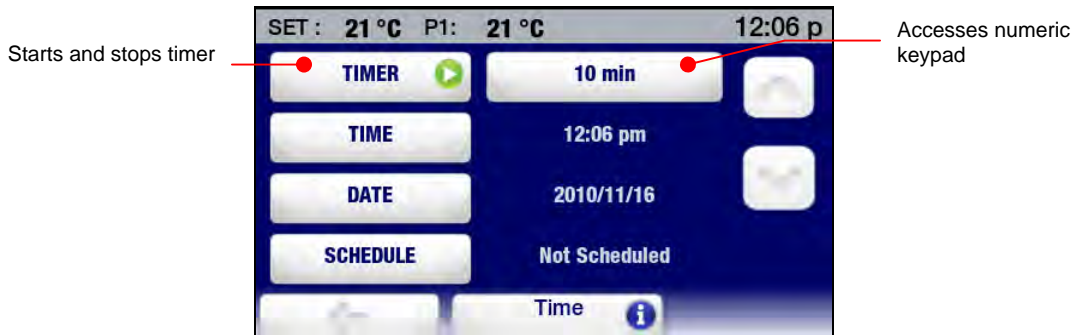 SET : 21 °C P1: 21 °C 12:06 p
Starts and stops timer
Accesses numeric
keypad
TIMER 10 min
TIME 12:06 pm
DATE 2010/11/16
SCHEDULE Not Scheduled
Time i